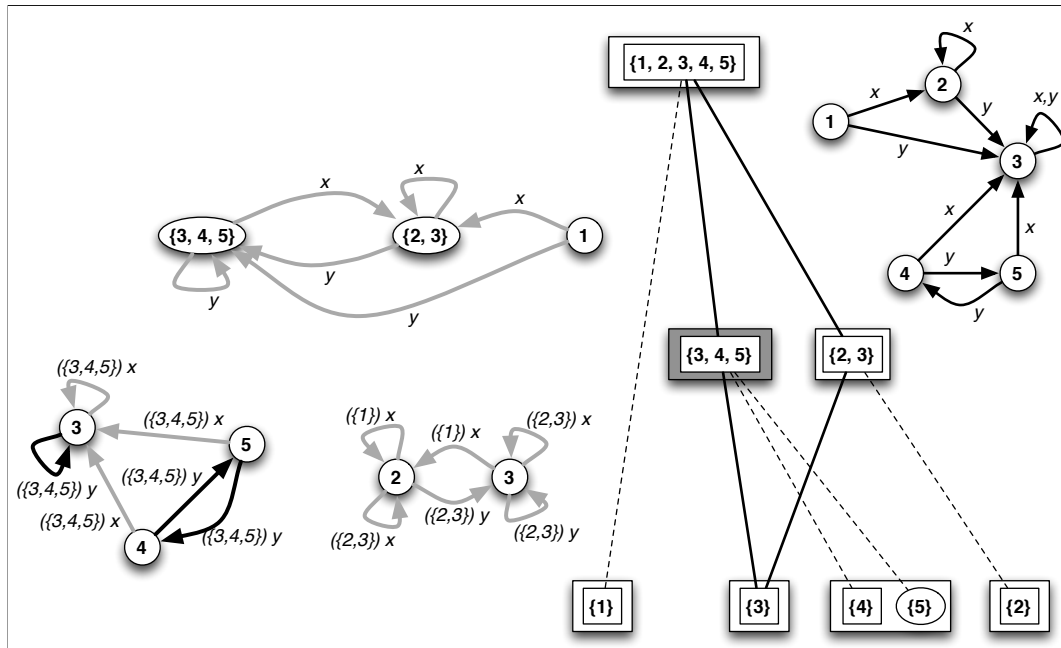 {1, 2, 3, 4, 5}
x
2
x
x,y
1
y
y
3
x
x
4
y
5
y
x
x
x
{3, 4, 5}
{2, 3}
1
y
y
y
{3, 4, 5}
{2, 3}
({3,4,5}) x
3
({3,4,5}) x
5
({3,4,5}) y
({3,4,5}) y
({3,4,5}) x
({3,4,5}) y
4
({1}) x
({1}) x
({2,3}) x
2
3
({2,3}) x
({2,3}) y
({2,3}) y
{1}
{3}
{4}
{5}
{2}